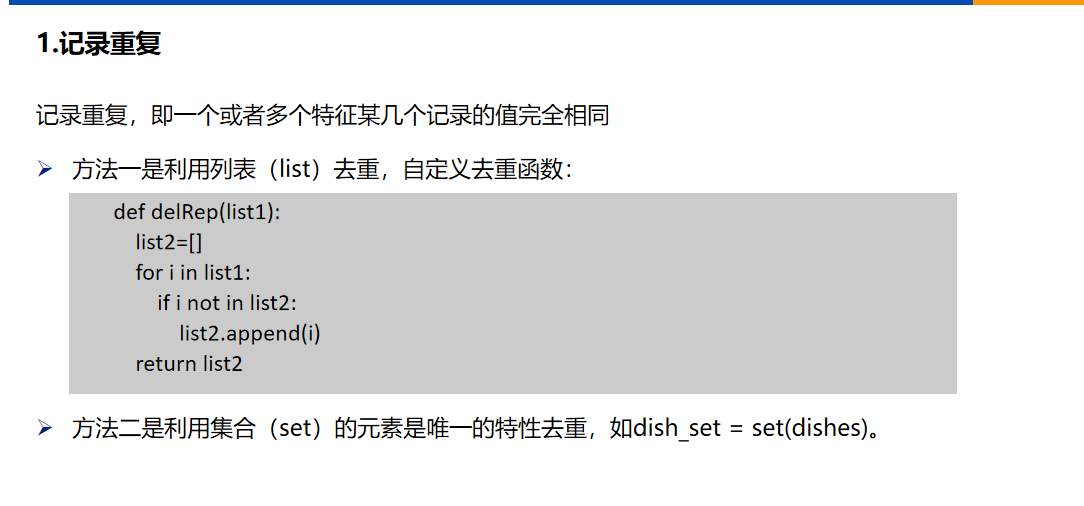 1.记录重复
记录重复，即一个或者多个特征某几个记录的值完全相同
方法一是利用列表（list）去重，自定义去重函数：
def delRep(list1):
list2=[]
for i in list1:
if i not in list2:
list2.append(i)
return list2
方法二是利用集合（set）的元素是唯一的特性去重，如dish_set = set(dishes)。